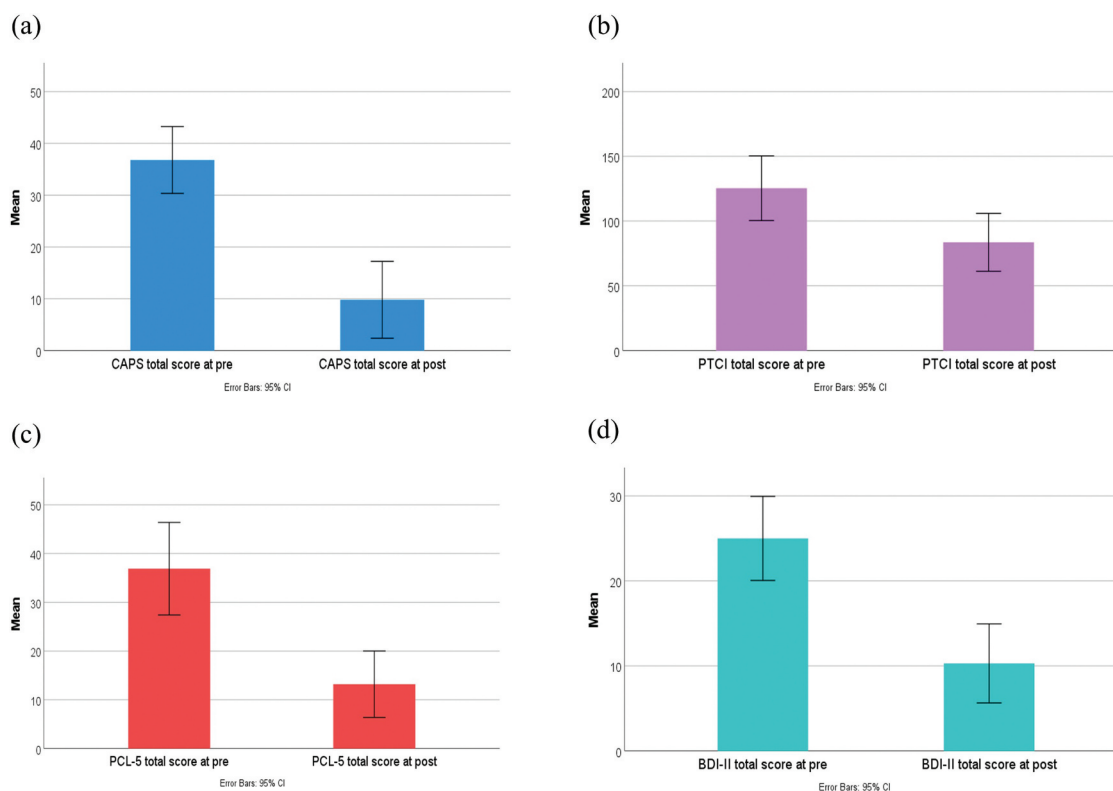 (a)
50
40
30
20
10
0
Mean
CAPS total score at pre
CAPS total score at post
Error Bars: 95% CI
(b)
200
150
100
50
0
Mean
PTCI total score at pre
PTCI total score at post
Error Bars: 95% CI
(c)
50
40
30
20
10
0
Mean
PCL-5 total score at pre
PCL-5 total score at post
Error Bars: 95% CI
(d)
30
20
10
0
Mean
BDI-II total score at pre
BDI-II total score at post
Error Bars: 95% CI